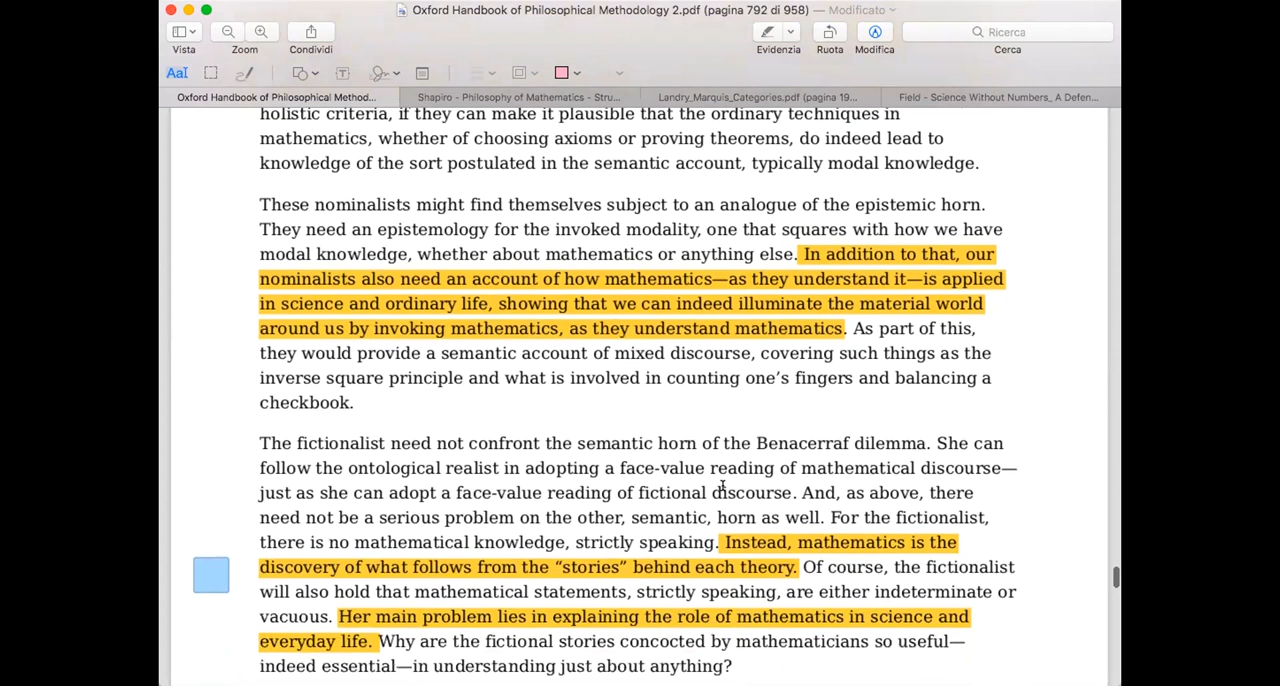 Oxford Handbook of Philosophical Methodology 2.pdf (pagina 792 di 958) — Modificato
Ricerca
Vista Zoom Condividi Evidenzia Ruota Modifica Cerca
AaI T
Oxford Handbook of Philosophical Method... Shapiro - Philosophy of Mathematics - Stru... Landry_Marquis_Categories.pdf (pagina 19... Field - Science Without Numbers_ A Defen...
holistic criteria, if they can make it plausible that the ordinary techniques in
mathematics, whether of choosing axioms or proving theorems, do indeed lead to
knowledge of the sort postulated in the semantic account, typically modal knowledge.
These nominalists might find themselves subject to an analogue of the epistemic horn.
They need an epistemology for the invoked modality, one that squares with how we have
modal knowledge, whether about mathematics or anything else. In addition to that, our
nominalists also need an account of how mathematics—as they understand it—is applied
in science and ordinary life, showing that we can indeed illuminate the material world
around us by invoking mathematics, as they understand mathematics. As part of this,
they would provide a semantic account of mixed discourse, covering such things as the
inverse square principle and what is involved in counting one’s fingers and balancing a
checkbook.
The fictionalist need not confront the semantic horn of the Benacerraf dilemma. She can
follow the ontological realist in adopting a face-value reading of mathematical discourse—
just as she can adopt a face-value reading of fictional discourse. And, as above, there
need not be a serious problem on the other, semantic, horn as well. For the fictionalist,
there is no mathematical knowledge, strictly speaking. Instead, mathematics is the
discovery of what follows from the “stories” behind each theory. Of course, the fictionalist
will also hold that mathematical statements, strictly speaking, are either indeterminate or
vacuous. Her main problem lies in explaining the role of mathematics in science and
everyday life. Why are the fictional stories concocted by mathematicians so useful—
indeed essential—in understanding just about anything?